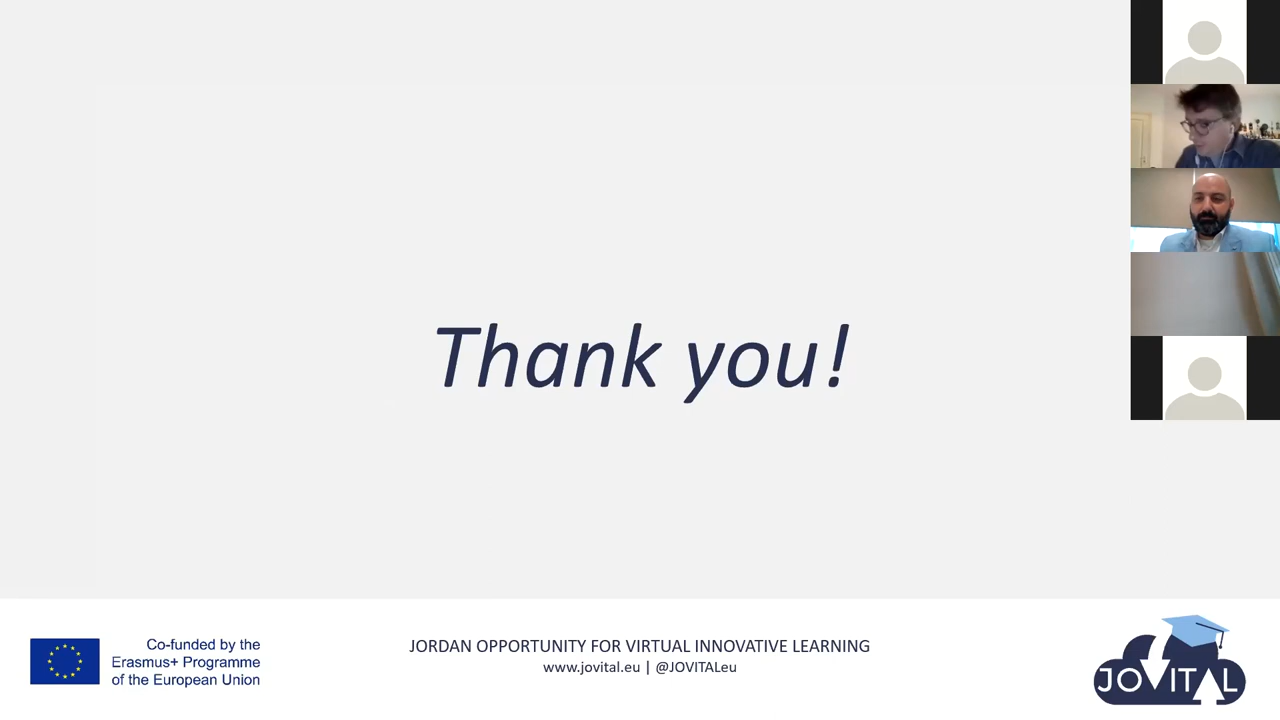 Thank you!
Co-funded by the
Erasmus+ Programme
of the European Union
JORDAN OPPORTUNITY FOR VIRTUAL INNOVATIVE LEARNING
www.jovital.eu | @JOVITALeu
JOVITAL